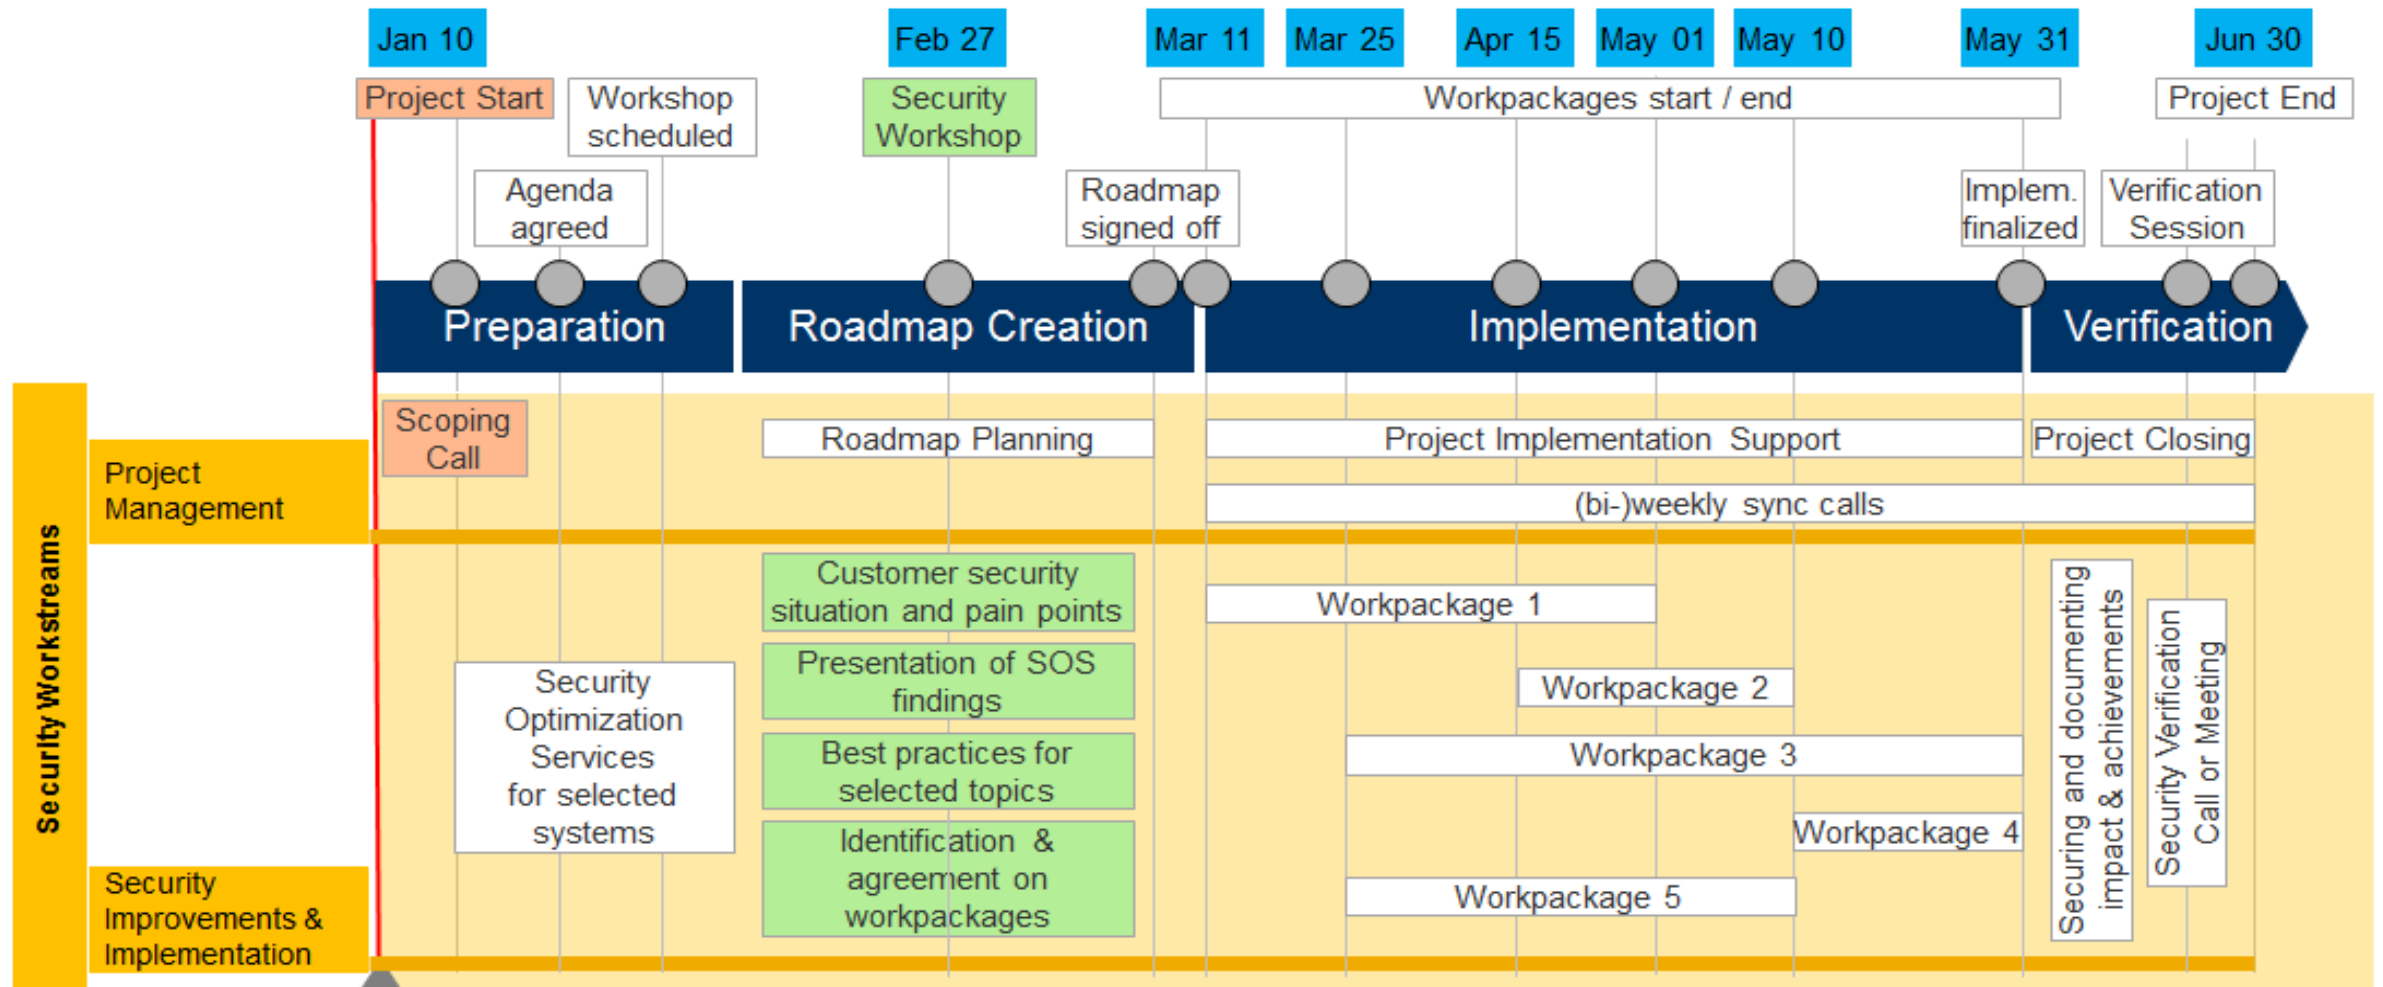 Jan 10
Feb 27
Mar 11
Mar 25
Apr 15
May 01
May 10
May 31
Jun 30
Project Start
Workshop
scheduled
Security
Workshop
Workpackages start / end
Project End
Agenda
agreed
Roadmap
signed off
Implem.
finalized
Verification
Session
Preparation
Roadmap Creation
Implementation
Verification
Security Workstreams
Project
Management
Scoping
Call
Roadmap Planning
Project Implementation Support
Project Closing
(bi-)weekly sync calls
Security
Improvements &
Implementation
Security
Optimization
Services
for selected
systems
Customer security
situation and pain points
Presentation of SOS
findings
Best practices for
selected topics
Identification &
agreement on
workpackages
Workpackage 1
Workpackage 2
Workpackage 3
Workpackage 4
Workpackage 5
Securing and documenting
impact & achievements
Security Verification
Call or Meeting